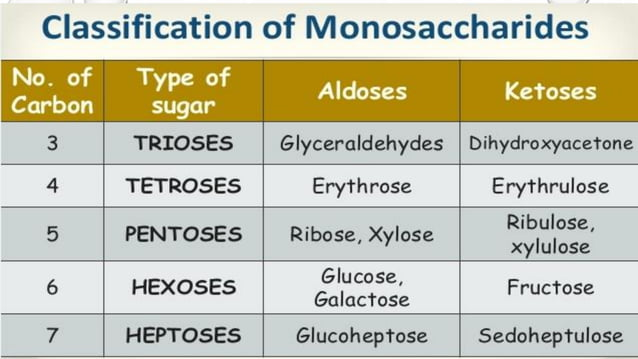 Classification of Monosaccharides
No. of Carbon Type of sugar Aldoses Ketoses
3 TRIOSES Glyceraldehydes Dihydroxyacetone
4 TETROSES Erythrose Erythrulose
5 PENTOSES Ribose, Xylose Ribulose, xylulose
6 HEXOSES Glucose, Galactose Fructose
7 HEPTOSES Glucoheptose Sedoheptulose